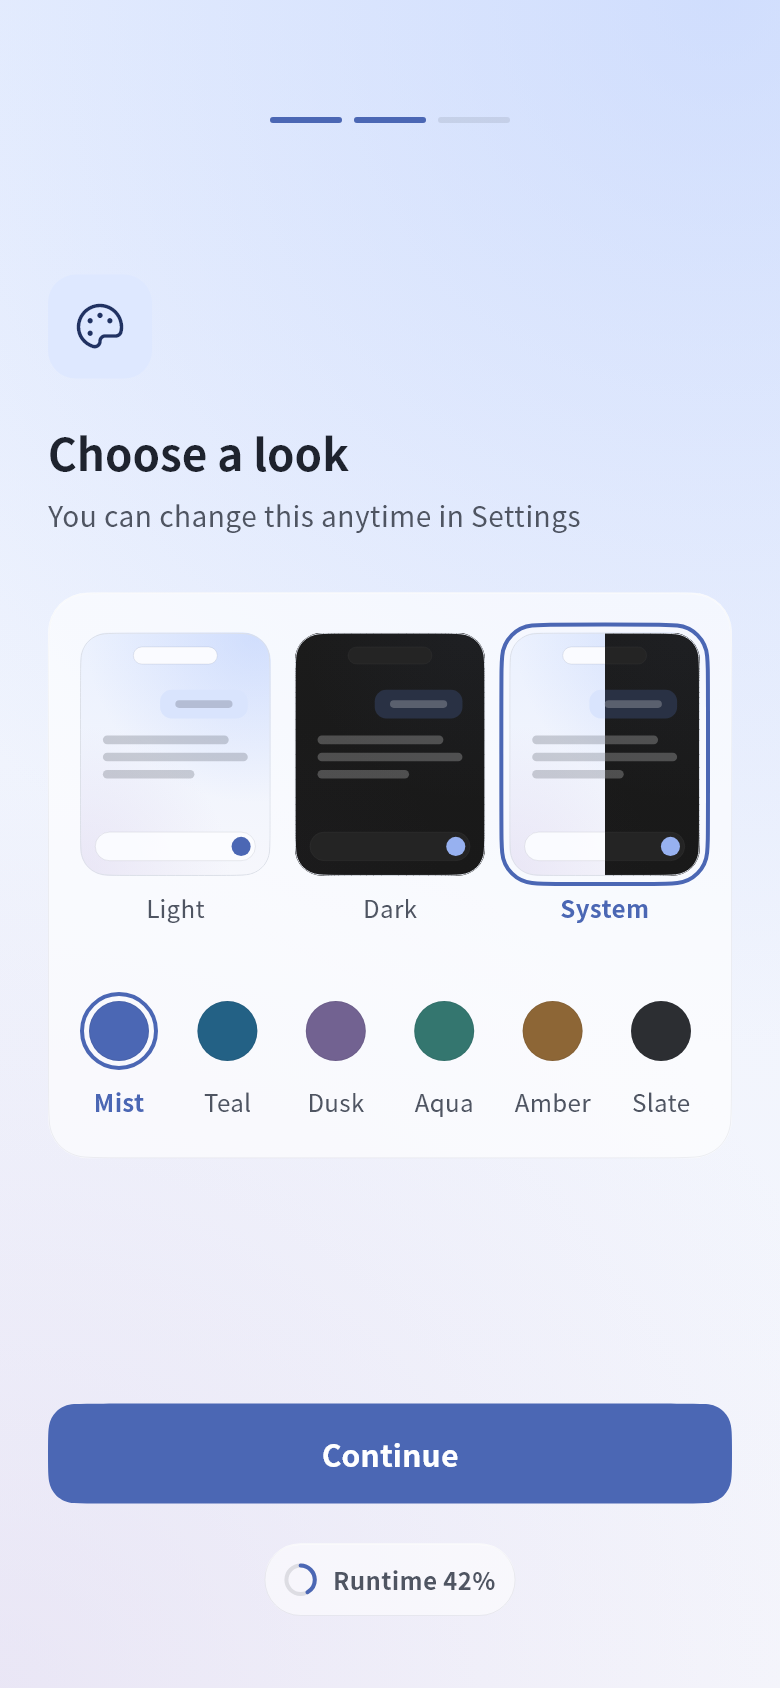 Choose a look
You can change this anytime in Settings
Light Dark System
Mist Teal Dusk Aqua Amber Slate
Continue
Runtime 42%